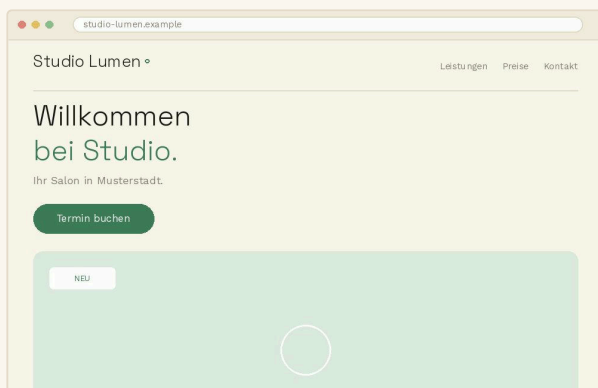 studio-lumen.example
Studio Lumen
Leistungen Preise Kontakt
Willkommen
bei Studio.
Ihr Salon in Musterstadt.
Termin buchen
NEU